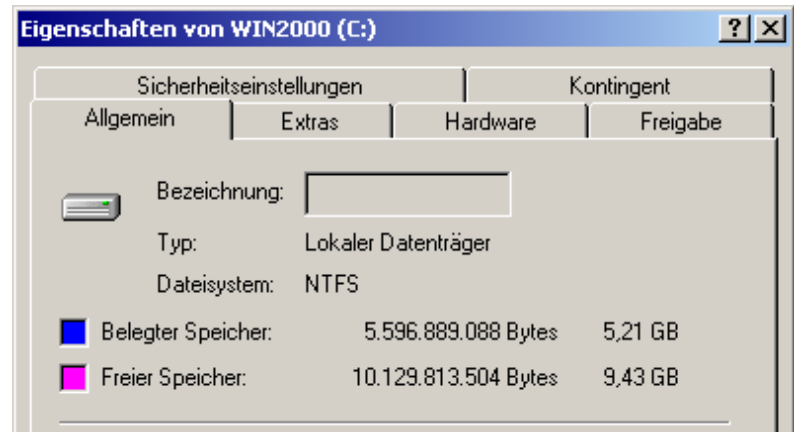 Eigenschaften von WIN2000 (C:)
Sicherheitseinstellungen Kontingent
Allgemein Extras Hardware Freigabe
Bezeichnung:
Typ: Lokaler Datenträger
Dateisystem: NTFS
Belegter Speicher: 5.596.889.088 Bytes 5,21 GB
Freier Speicher: 10.129.813.504 Bytes 9,43 GB